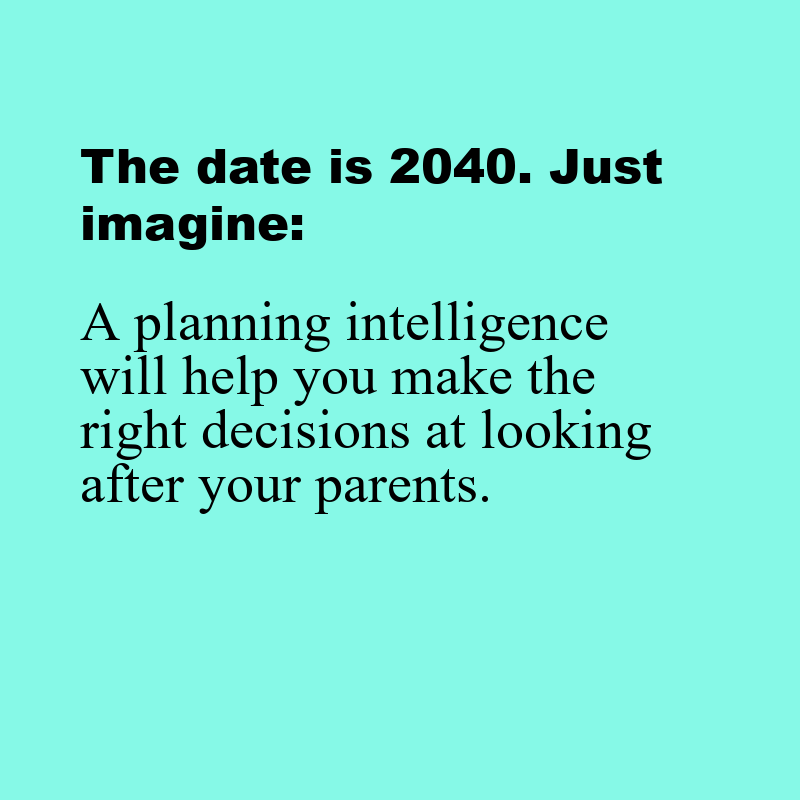 The date is 2040. Just
imagine:
A planning intelligence
will help you make the
right decisions at looking
after your parents.